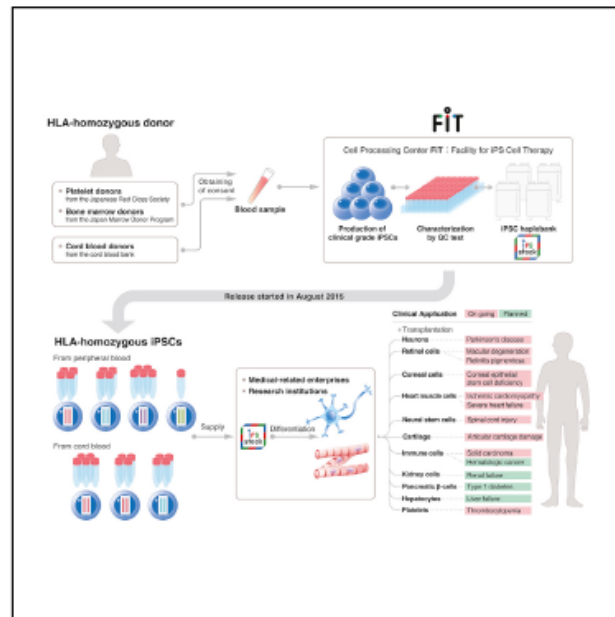 HLA-homozygous donor
Platelet donors
from the Japanese Red Cross Society
Bone marrow donors
from the Japan Marrow Donor Program
Cord blood donors
from the cord blood bank
Obtaining
of consent
Blood sample
FiT
Cell Processing Center FiT : Facility for iPS Cell Therapy
Production of
clinical grade iPSCs
Characterization
by QC test
iPSC haplobank
iPS
stock
Release started in August 2015
HLA-homozygous iPSCs
From peripheral blood
From cord blood
Supply
• Medical-related enterprises
• Research institutions
iPS
stock
Differentiation
Clinical Application
On going
Planned
Transplantation
Neurons
Parkinson's disease
Retinal cells
Macular degeneration
Retinitis pigmentosa
Corneal cells
Corneal epithelial
stem cell deficiency
Heart muscle cells
Ischemic cardiomyopathy
Severe heart failure
Neural stem cells
Spinal cord injury
Cartilage
Articular cartilage damage
Immune cells
Solid carcinoma
Hematologic cancer
Kidney cells
Renal failure
Pancreatic β-cells
Type 1 diabetes
Hepatocytes
Liver failure
Platelets
Thrombocytopenia